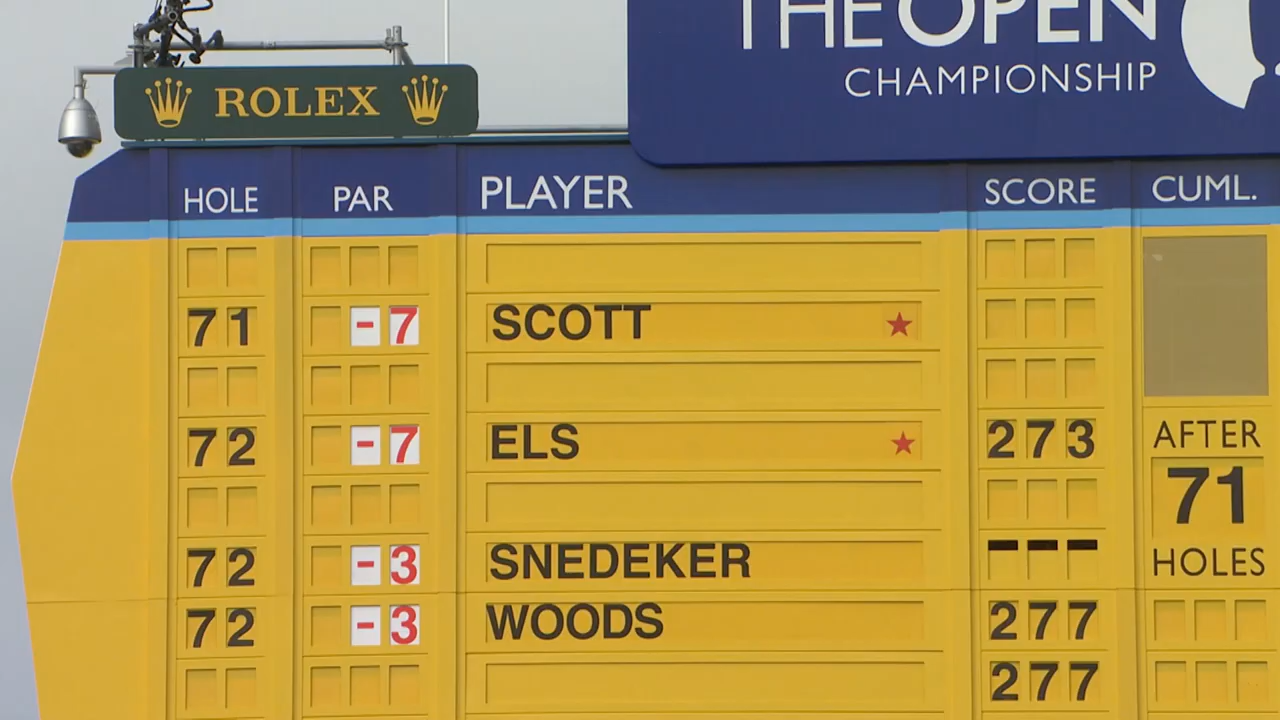 THE OPEN
CHAMPIONSHIP
ROLEX
HOLE PAR PLAYER SCORE CUML.
71 -7 SCOTT ★
72 -7 ELS ★ 273
AFTER
71
HOLES
72 -3 SNEDEKER ---
72 -3 WOODS 277
277